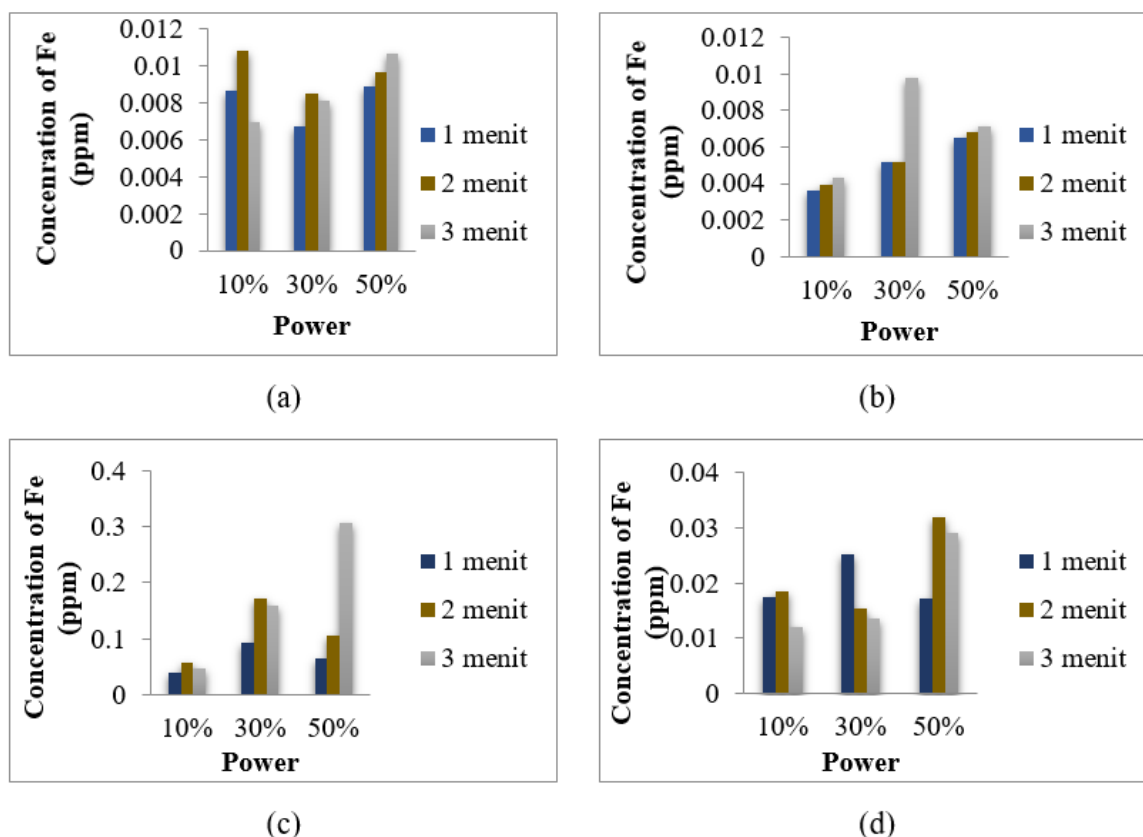 Concenration of Fe
(ppm)
0.012
0.01
0.008
0.006
0.004
0.002
0
10% 30% 50%
Power
1 menit
2 menit
3 menit
(a)
Concentration of Fe
(ppm)
0.012
0.01
0.008
0.006
0.004
0.002
0
10% 30% 50%
Power
1 menit
2 menit
3 menit
(b)
Concentration of Fe
(ppm)
0.4
0.3
0.2
0.1
0
10% 30% 50%
Power
1 menit
2 menit
3 menit
(c)
Concentration of Fe
(ppm)
0.04
0.03
0.02
0.01
0
10% 30% 50%
Power
1 menit
2 menit
3 menit
(d)